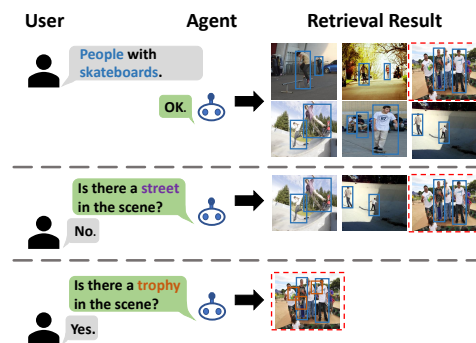 User
Agent
Retrieval Result
People with
skateboards.
OK.
Is there a street
in the scene?
No.
Is there a trophy
in the scene?
Yes.